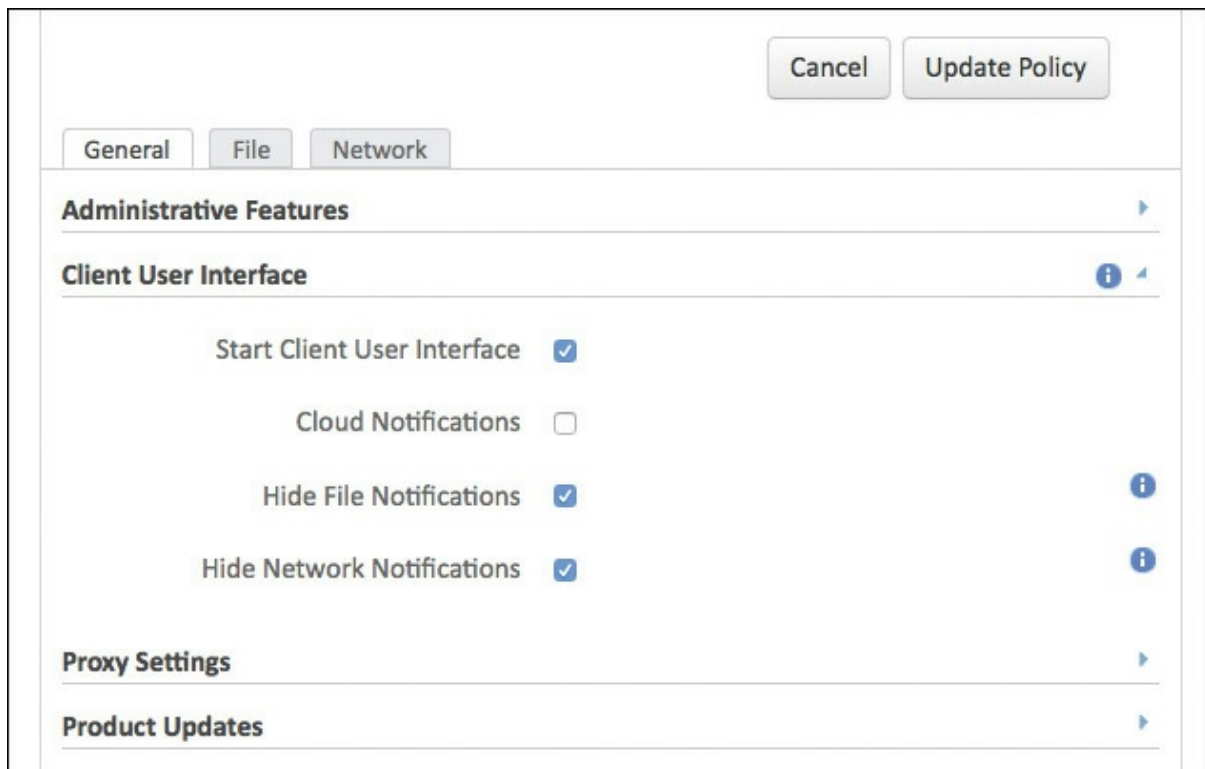 Cancel Update Policy
General File Network
Administrative Features
Client User Interface
Start Client User Interface
Cloud Notifications
Hide File Notifications
Hide Network Notifications
Proxy Settings
Product Updates